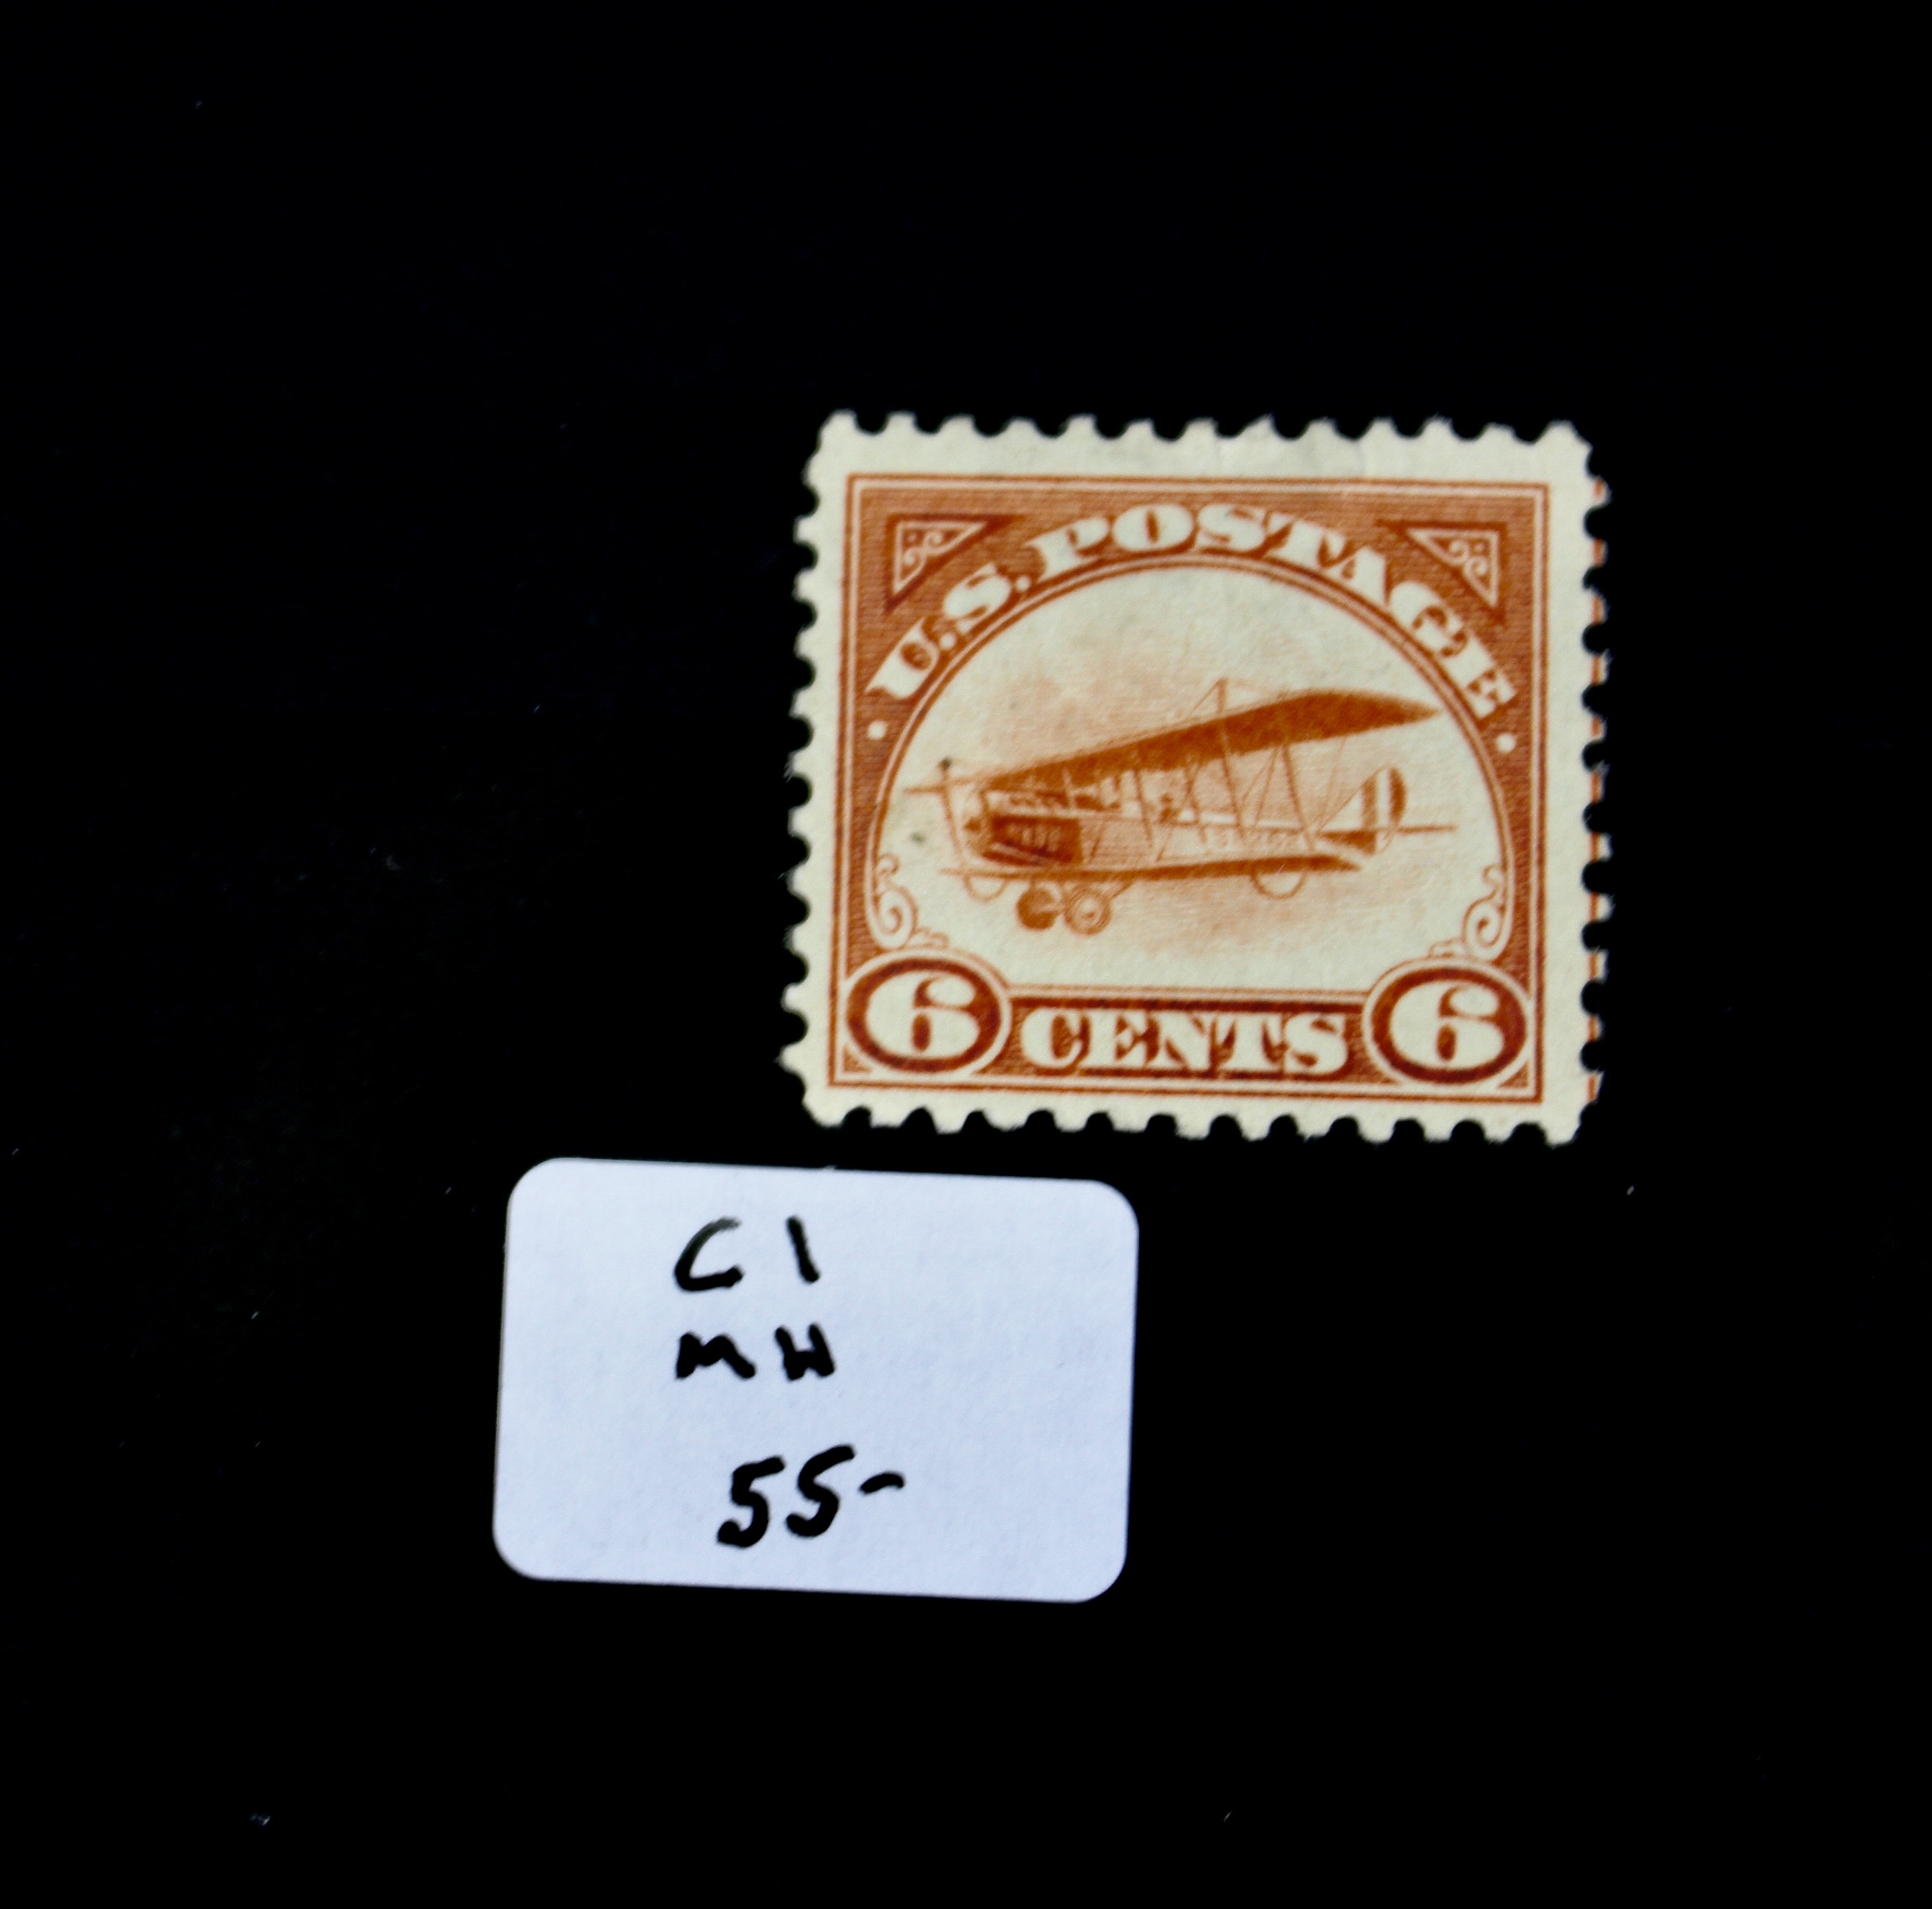 U.S. POSTAGE
6 CENTS 6
C1
MH
55-